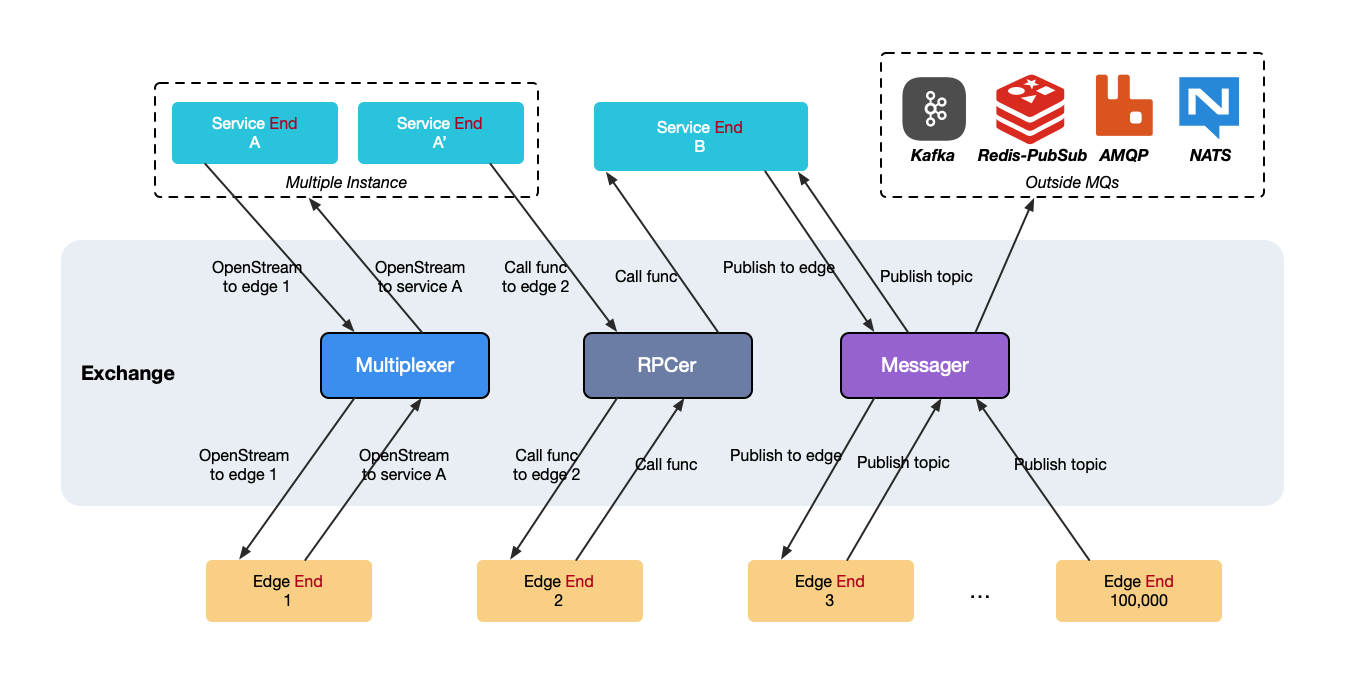 Service End
A
Service End
A'
Multiple Instance
Service End
B
Kafka
Redis-PubSub
AMQP
NATS
Outside MQs
OpenStream
to edge 1
OpenStream
to service A
Call func
to edge 2
Call func
Publish to edge
Publish topic
Exchange
Multiplexer
RPCer
Messager
OpenStream
to edge 1
OpenStream
to service A
Call func
to edge 2
Call func
Publish to edge
Publish topic
Publish topic
Edge End
1
Edge End
2
Edge End
3
...
Edge End
100,000